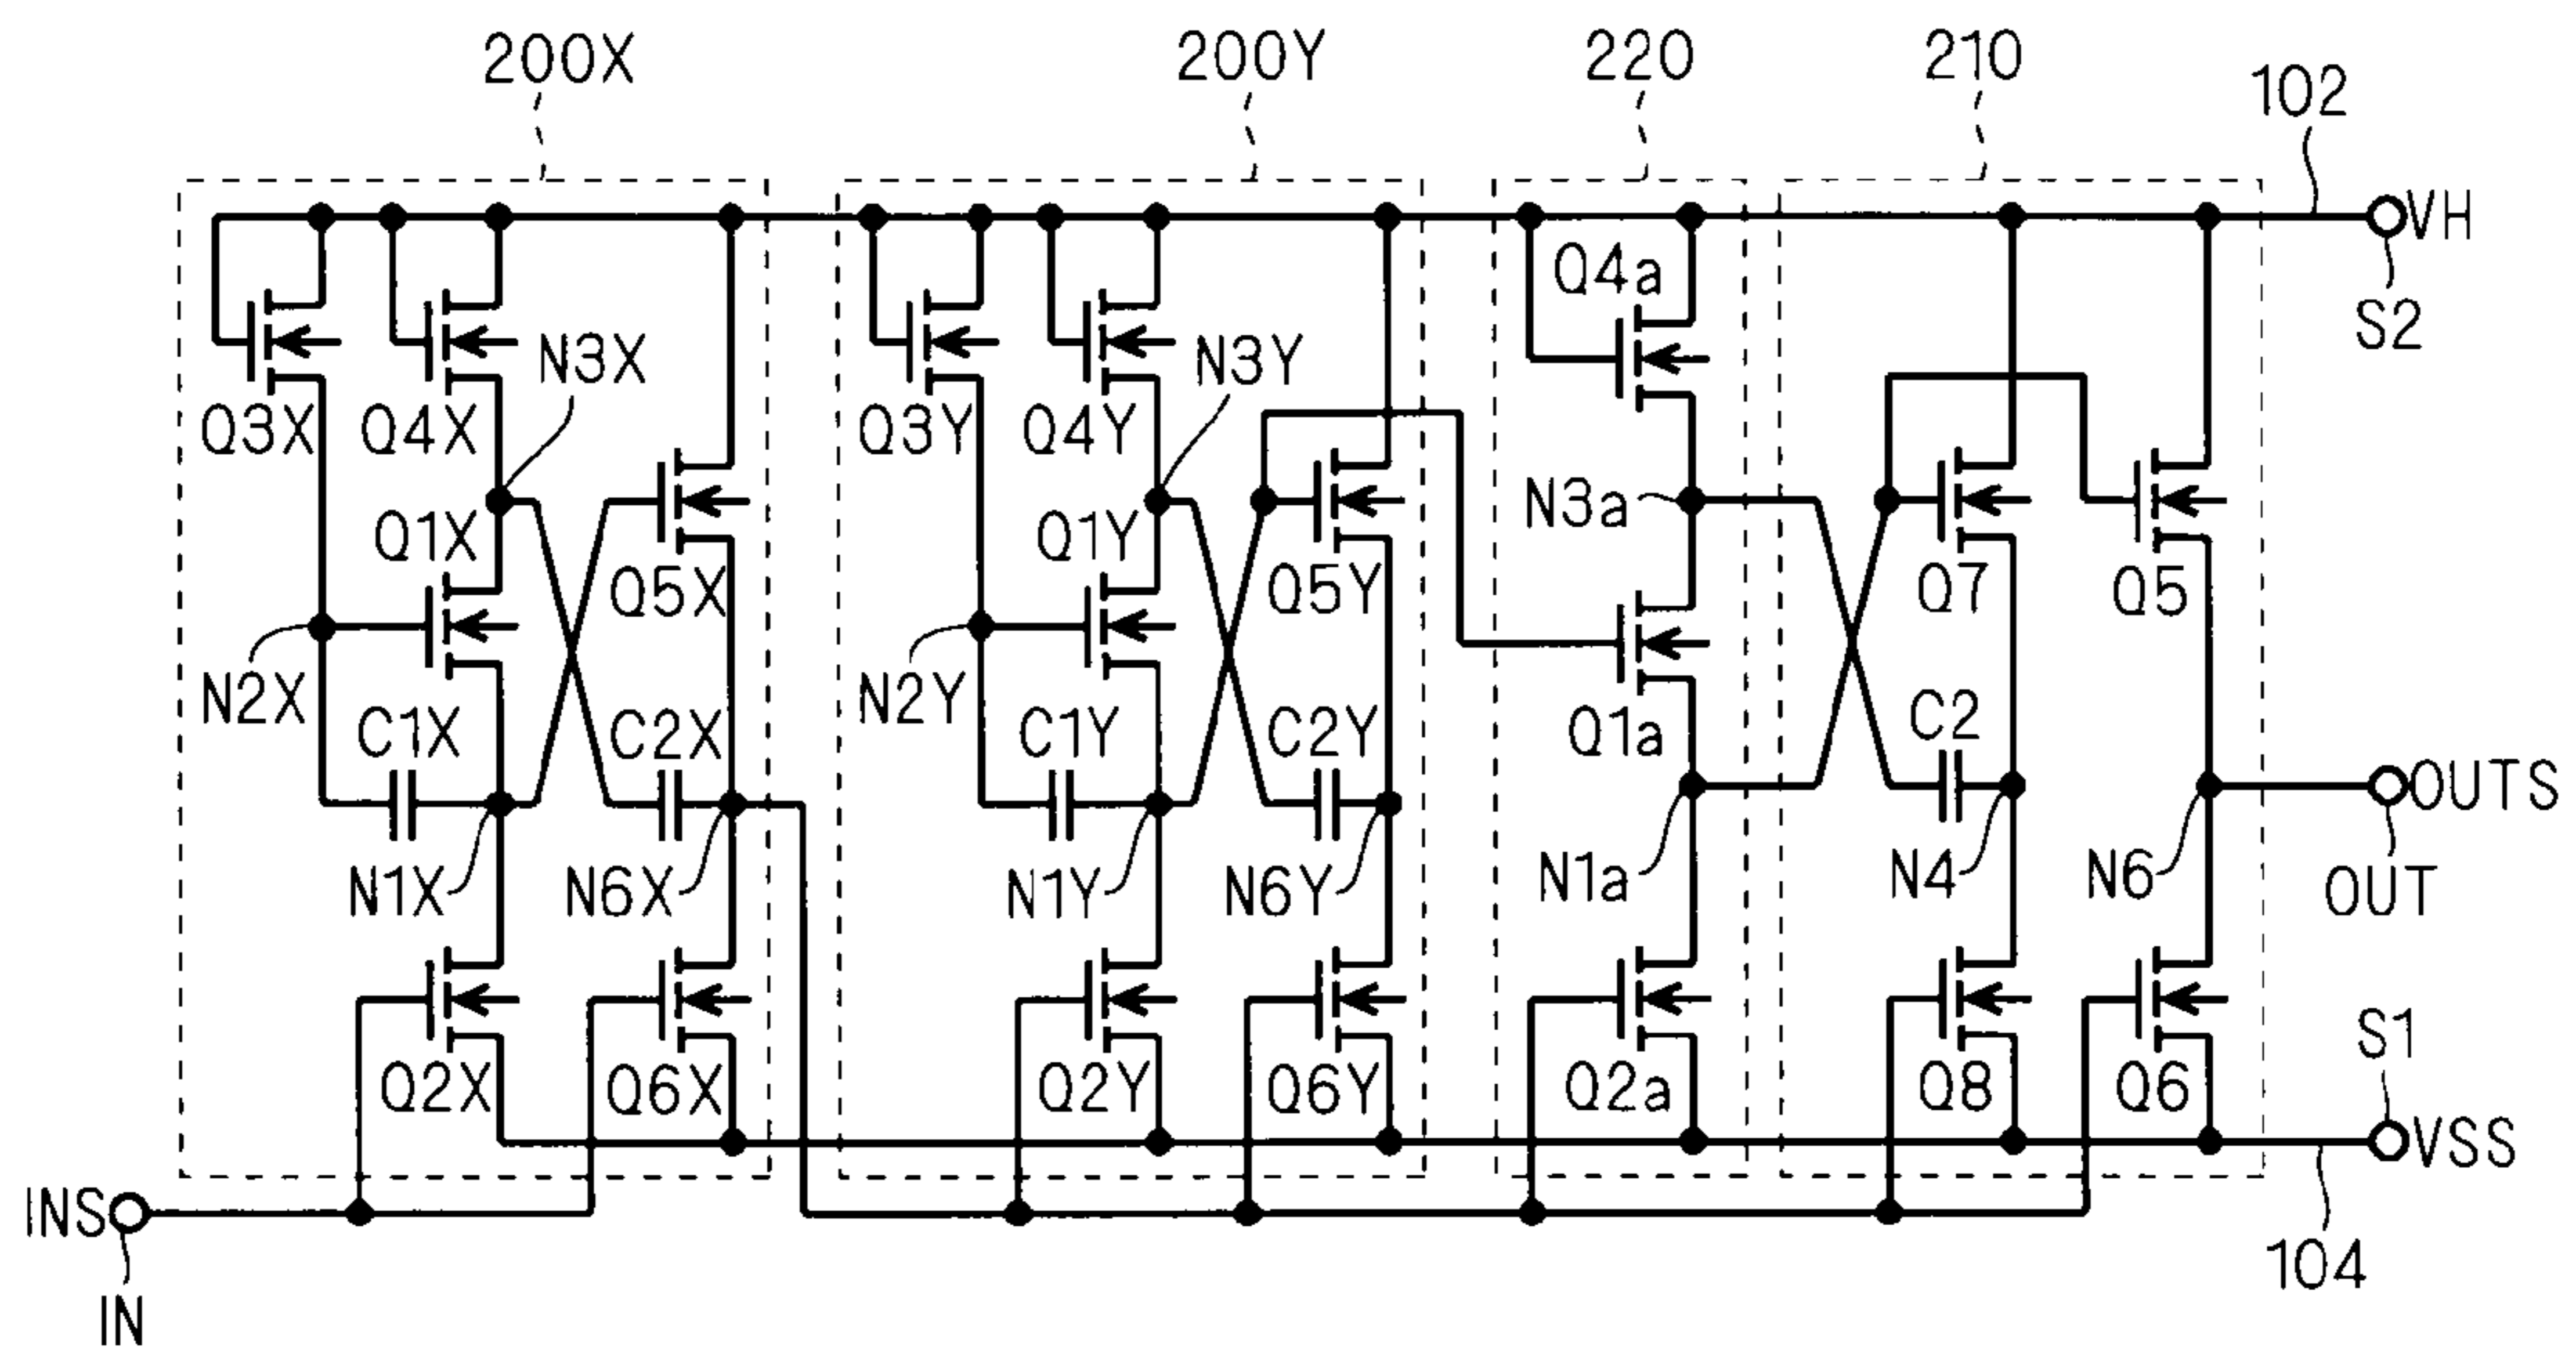 200X
200Y
220
210
102
VH
S2
Q4a
N3X
N3Y
Q3X
Q4X
Q3Y
Q4Y
N3a
Q1X
Q1Y
Q5X
Q5Y
Q7
Q5
N2X
N2Y
C1X
C2X
C1Y
C2Y
Q1a
C2
OUTS
N1X
N6X
N1Y
N6Y
N1a
N4
N6
OUT
S1
Q2X
Q6X
Q2Y
Q6Y
Q2a
Q8
Q6
VSS
INS
104
IN